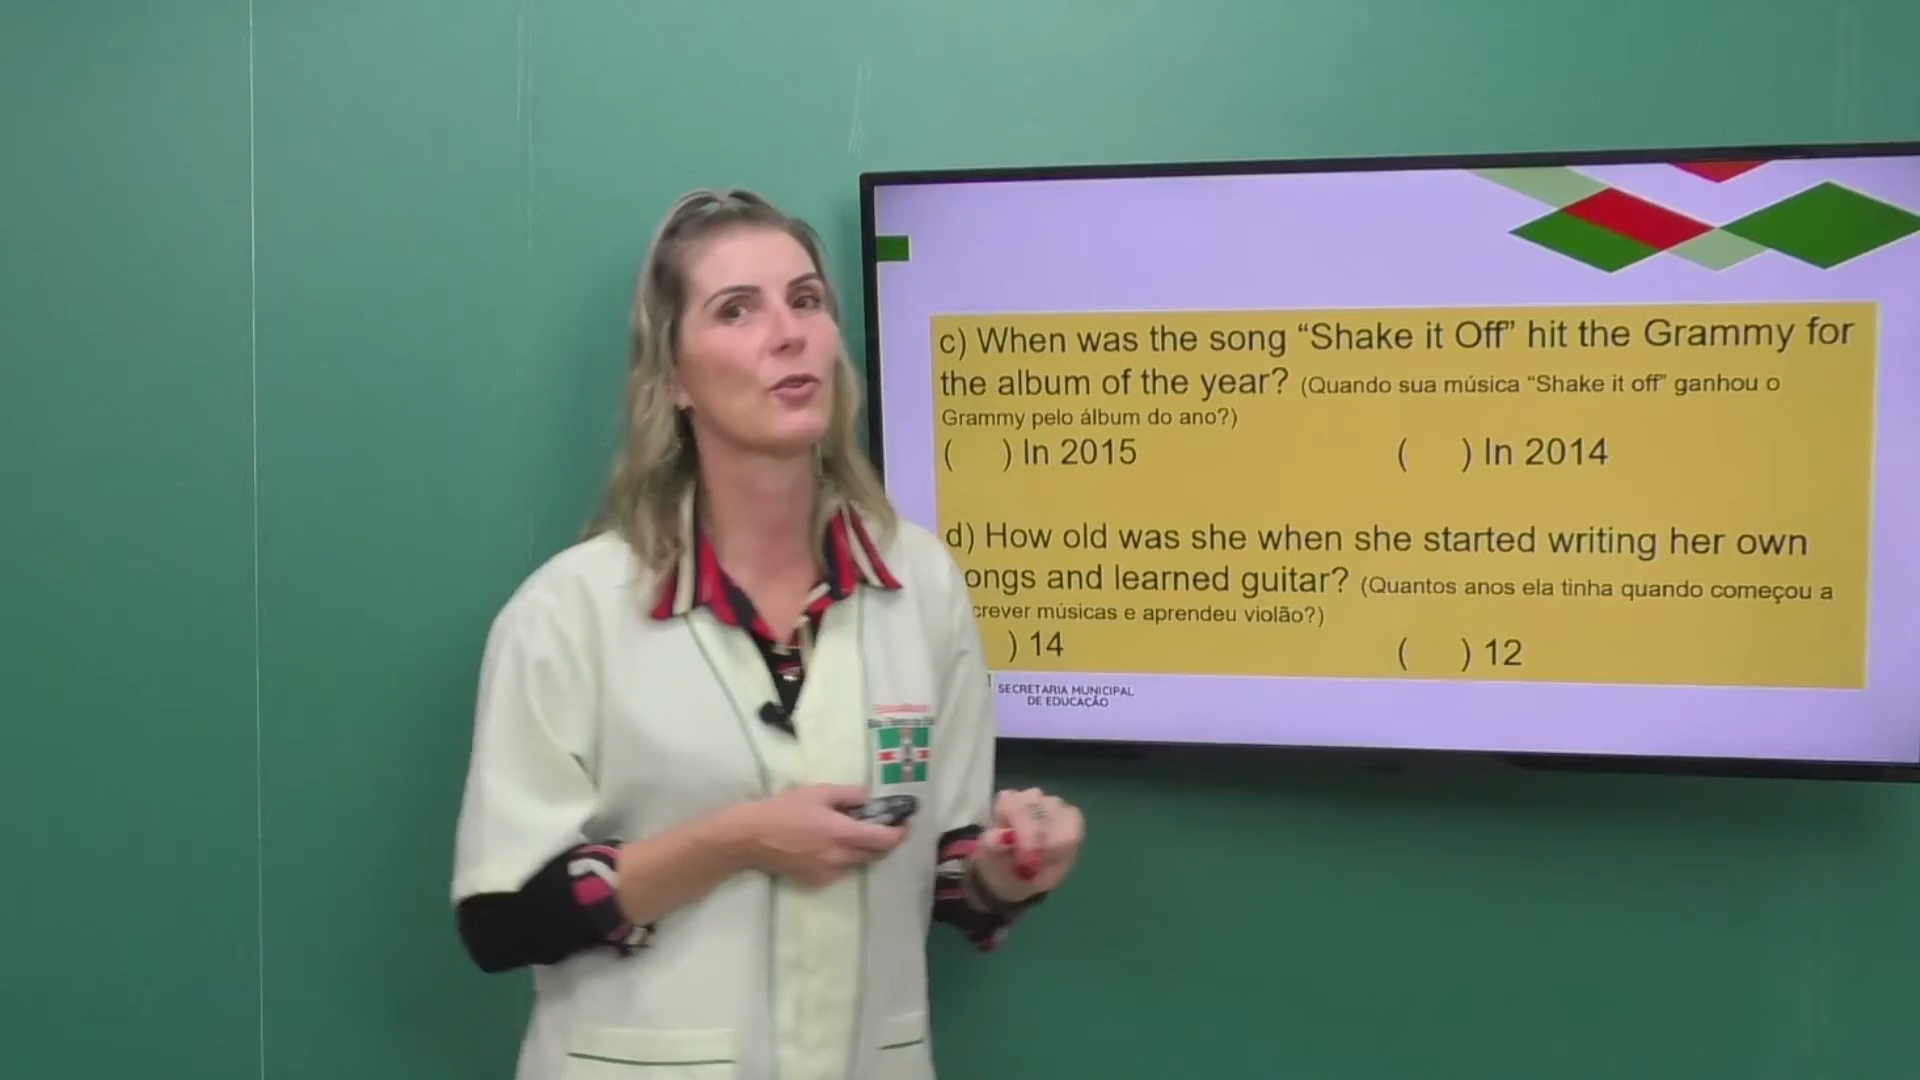 c) When was the song “Shake it Off” hit the Grammy for
the album of the year? (Quando sua música “Shake it off” ganhou o
Grammy pelo álbum do ano?)
( ) In 2015 ( ) In 2014
d) How old was she when she started writing her own
ongs and learned guitar? (Quantos anos ela tinha quando começou a
crever músicas e aprendeu violão?)
) 14 ( ) 12
SECRETARIA MUNICIPAL
DE EDUCAÇÃO